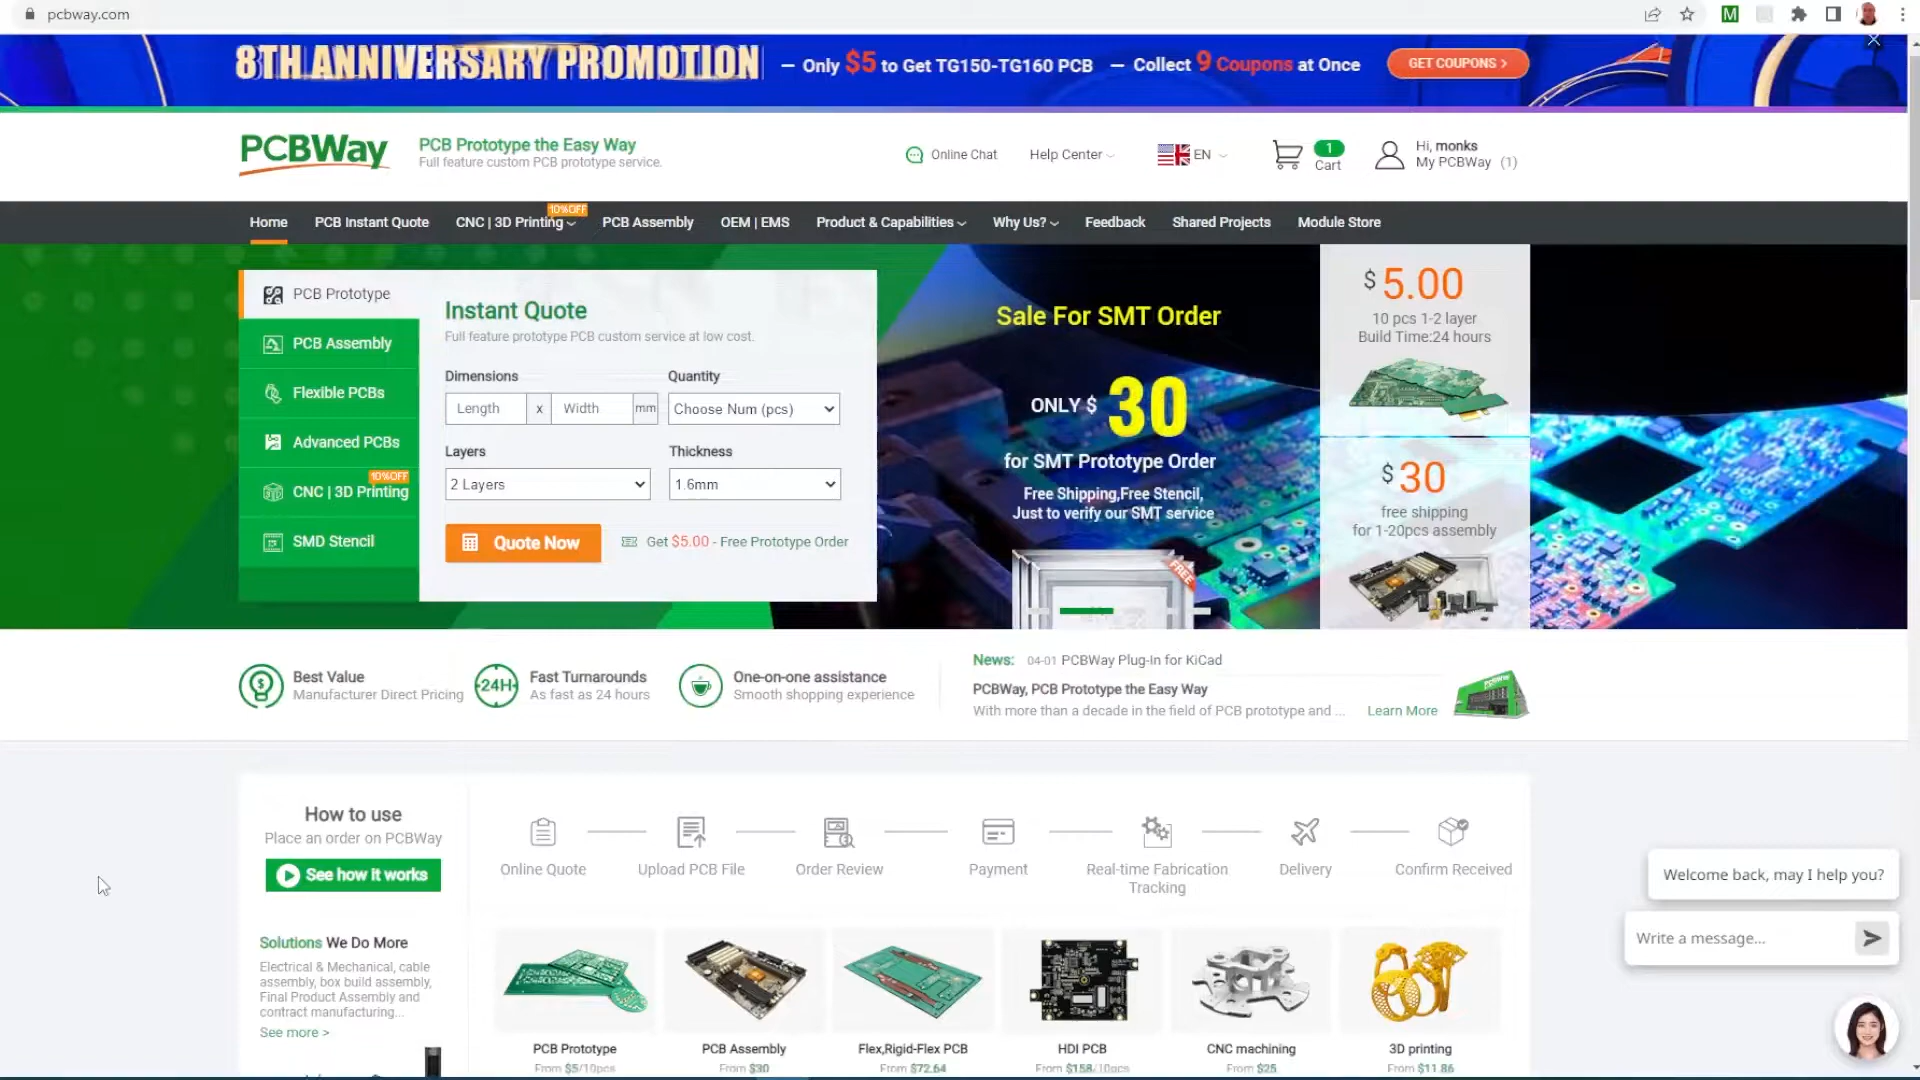 pcbway.com
8TH ANNIVERSARY PROMOTION
— Only $5 to Get TG150-TG160 PCB — Collect 9 Coupons at Once
GET COUPONS >
PCBWay
PCB Prototype the Easy Way
Full feature custom PCB prototype service.
Online Chat
Help Center
EN
1
Cart
Hi, monks
My PCBWay (1)
Home
PCB Instant Quote
CNC | 3D Printing
10%OFF
PCB Assembly
OEM | EMS
Product & Capabilities
Why Us?
Feedback
Shared Projects
Module Store
PCB Prototype
PCB Assembly
Flexible PCBs
Advanced PCBs
10%OFF
CNC | 3D Printing
SMD Stencil
Instant Quote
Full feature prototype PCB custom service at low cost.
Dimensions
Quantity
Length x Width mm
Choose Num (pcs)
Layers
Thickness
2 Layers
1.6mm
Quote Now
Get $5.00 - Free Prototype Order
Sale For SMT Order
ONLY $ 30
for SMT Prototype Order
Free Shipping,Free Stencil,
Just to verify our SMT service
FREE
$ 5.00
10 pcs 1-2 layer
Build Time:24 hours
$ 30
free shipping
for 1-20pcs assembly
Best Value
Manufacturer Direct Pricing
24H
Fast Turnarounds
As fast as 24 hours
One-on-one assistance
Smooth shopping experience
News: 04-01 PCBWay Plug-In for KiCad
PCBWay, PCB Prototype the Easy Way
With more than a decade in the field of PCB prototype and ...
Learn More
How to use
Place an order on PCBWay
See how it works
Online Quote
Upload PCB File
Order Review
Payment
Real-time Fabrication
Tracking
Delivery
Confirm Received
Solutions We Do More
Electrical & Mechanical, cable
assembly, box build assembly,
Final Product Assembly and
contract manufacturing...
See more >
PCB Prototype
From $5/10pcs
PCB Assembly
From $30
Flex,Rigid-Flex PCB
From $72.64
HDI PCB
From $158/10pcs
CNC machining
From $25
3D printing
From $11.86
Welcome back, may I help you?
Write a message...